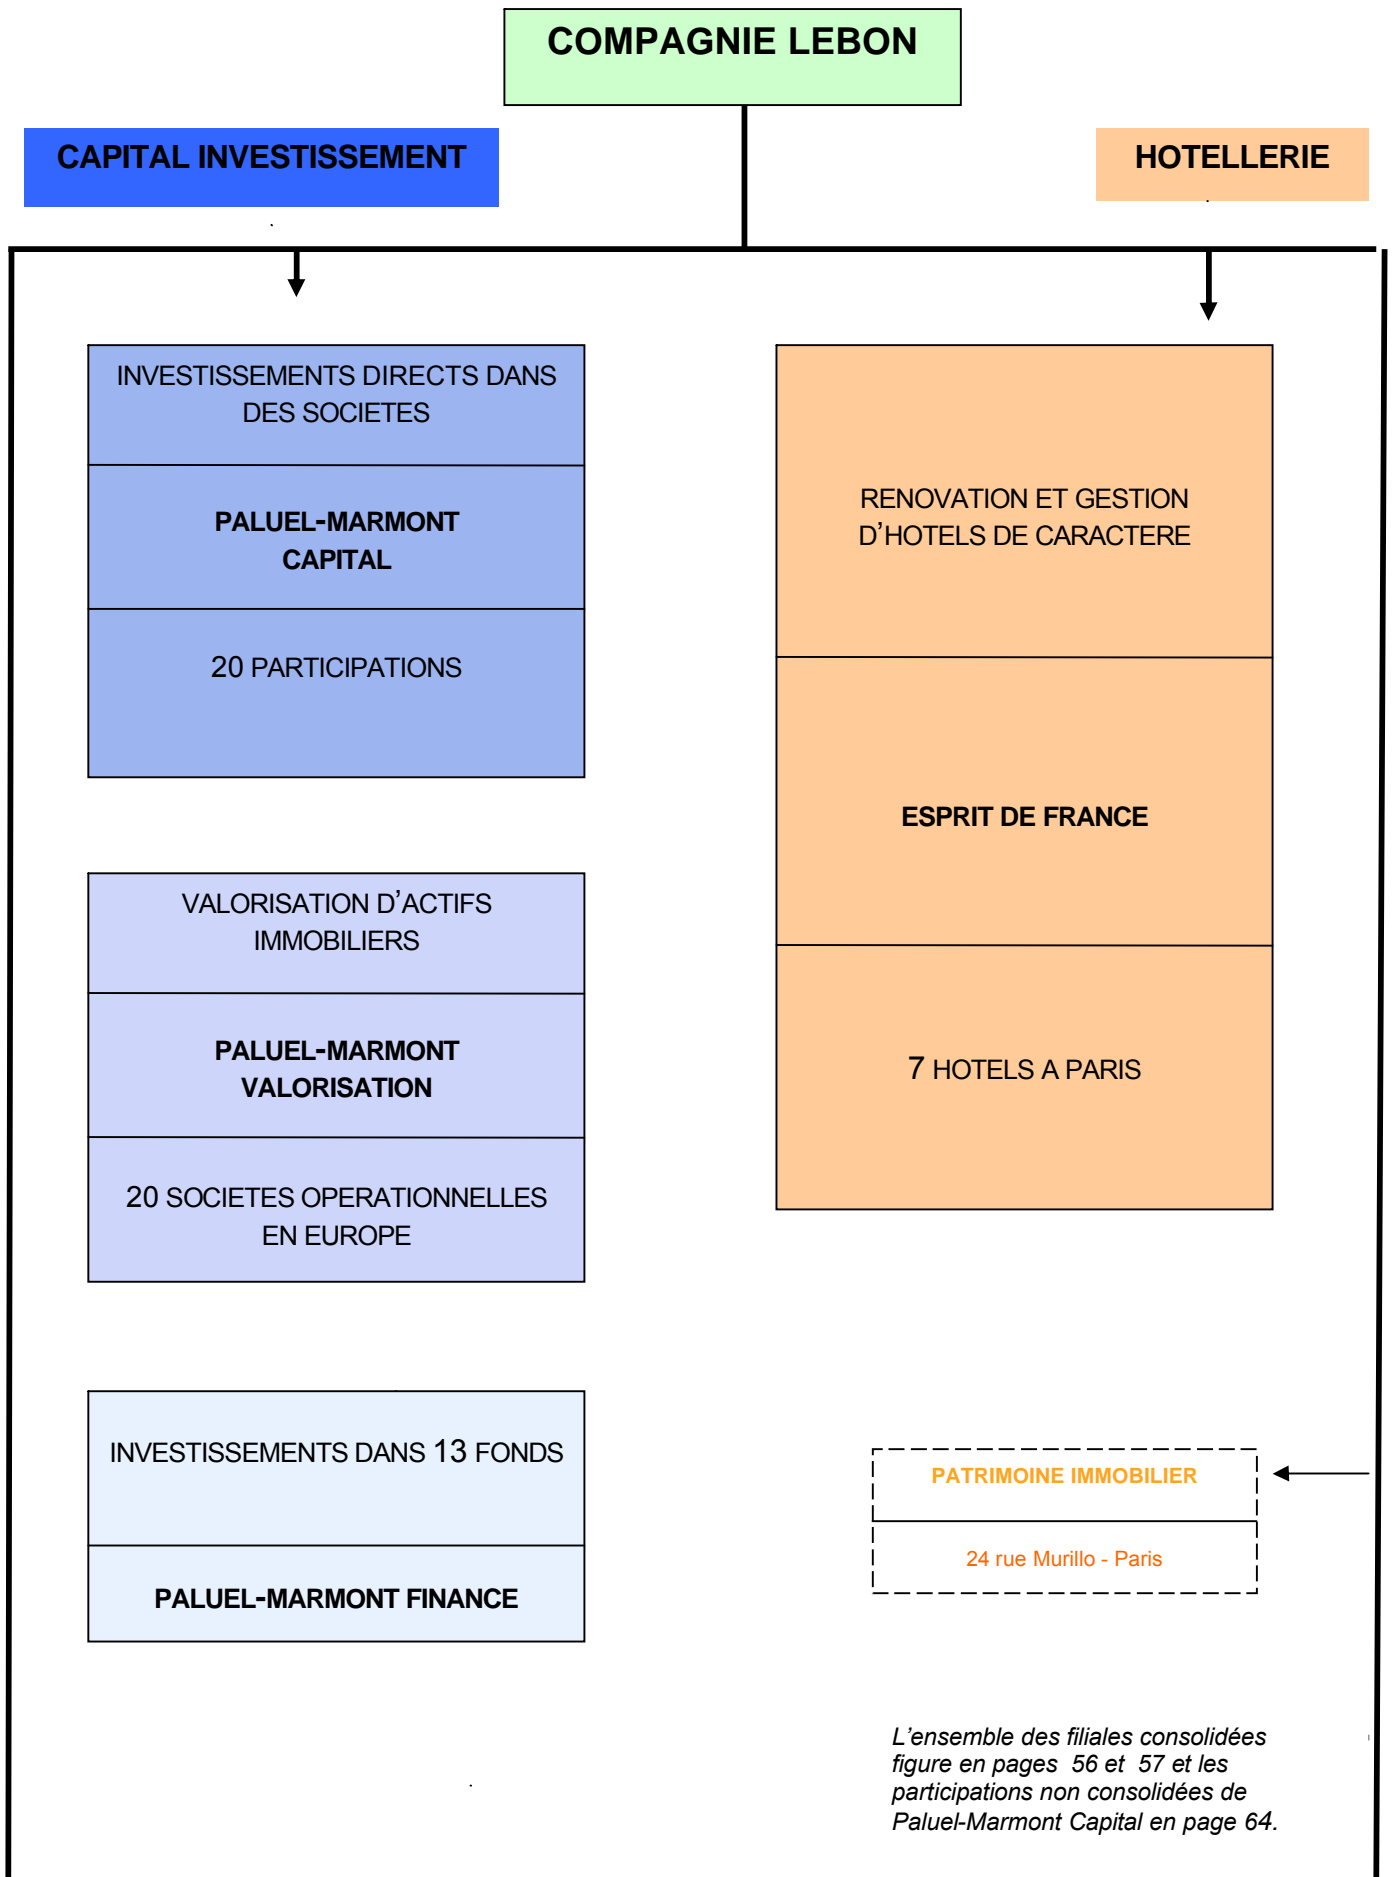 COMPAGNIE LEBON
CAPITAL INVESTISSEMENT
HOTELLERIE
INVESTISSEMENTS DIRECTS DANS
DES SOCIETES
PALUEL-MARMONT
CAPITAL
20 PARTICIPATIONS
VALORISATION D'ACTIFS
IMMOBILIERS
PALUEL-MARMONT
VALORISATION
20 SOCIETES OPERATIONNELLES
EN EUROPE
INVESTISSEMENTS DANS 13 FONDS
PALUEL-MARMONT FINANCE
RENOVATION ET GESTION
D'HOTELS DE CARACTERE
ESPRIT DE FRANCE
7 HOTELS A PARIS
PATRIMOINE IMMOBILIER
24 rue Murillo - Paris
L'ensemble des filiales consolidées
figure en pages 56 et 57 et les
participations non consolidées de
Paluel-Marmont Capital en page 64.